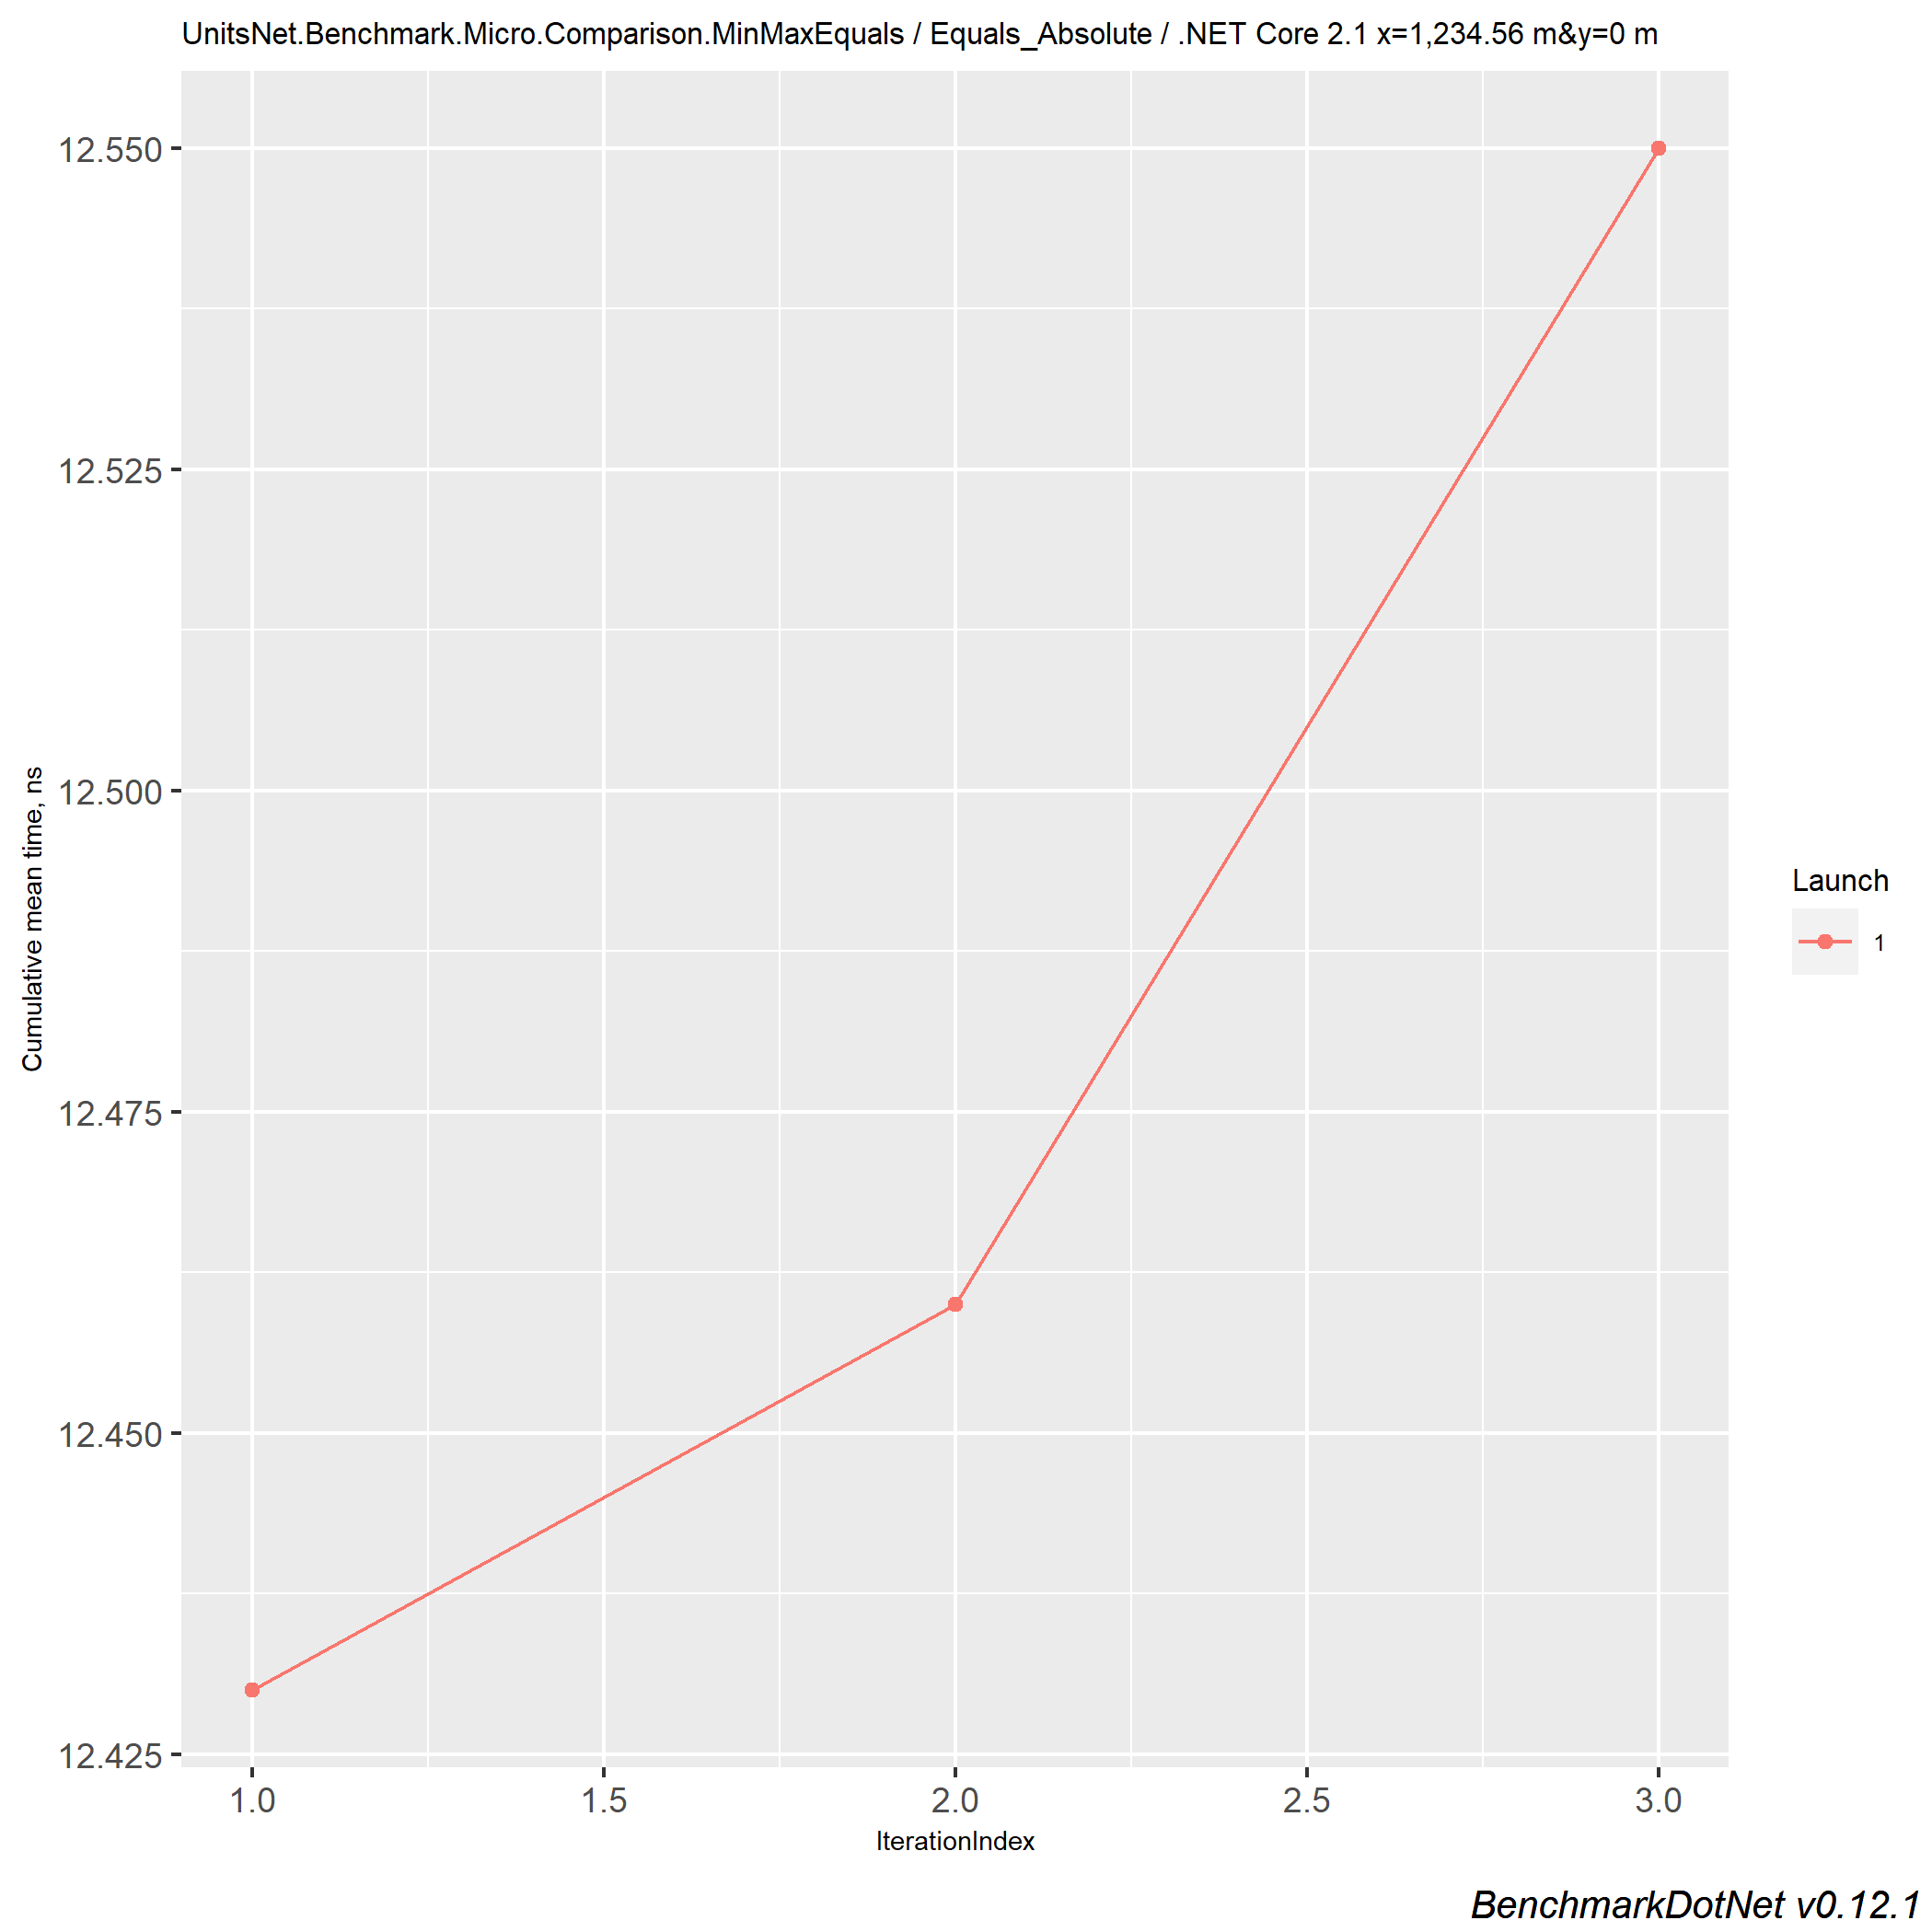 UnitsNet.Benchmark.Micro.Comparison.MinMaxEquals / Equals_Absolute / .NET Core 2.1 x=1,234.56 m&y=0 m
12.550
12.525
12.500
12.475
12.450
12.425
Cumulative mean time, ns
1.0 1.5 2.0 2.5 3.0
IterationIndex
Launch
1
BenchmarkDotNet v0.12.1